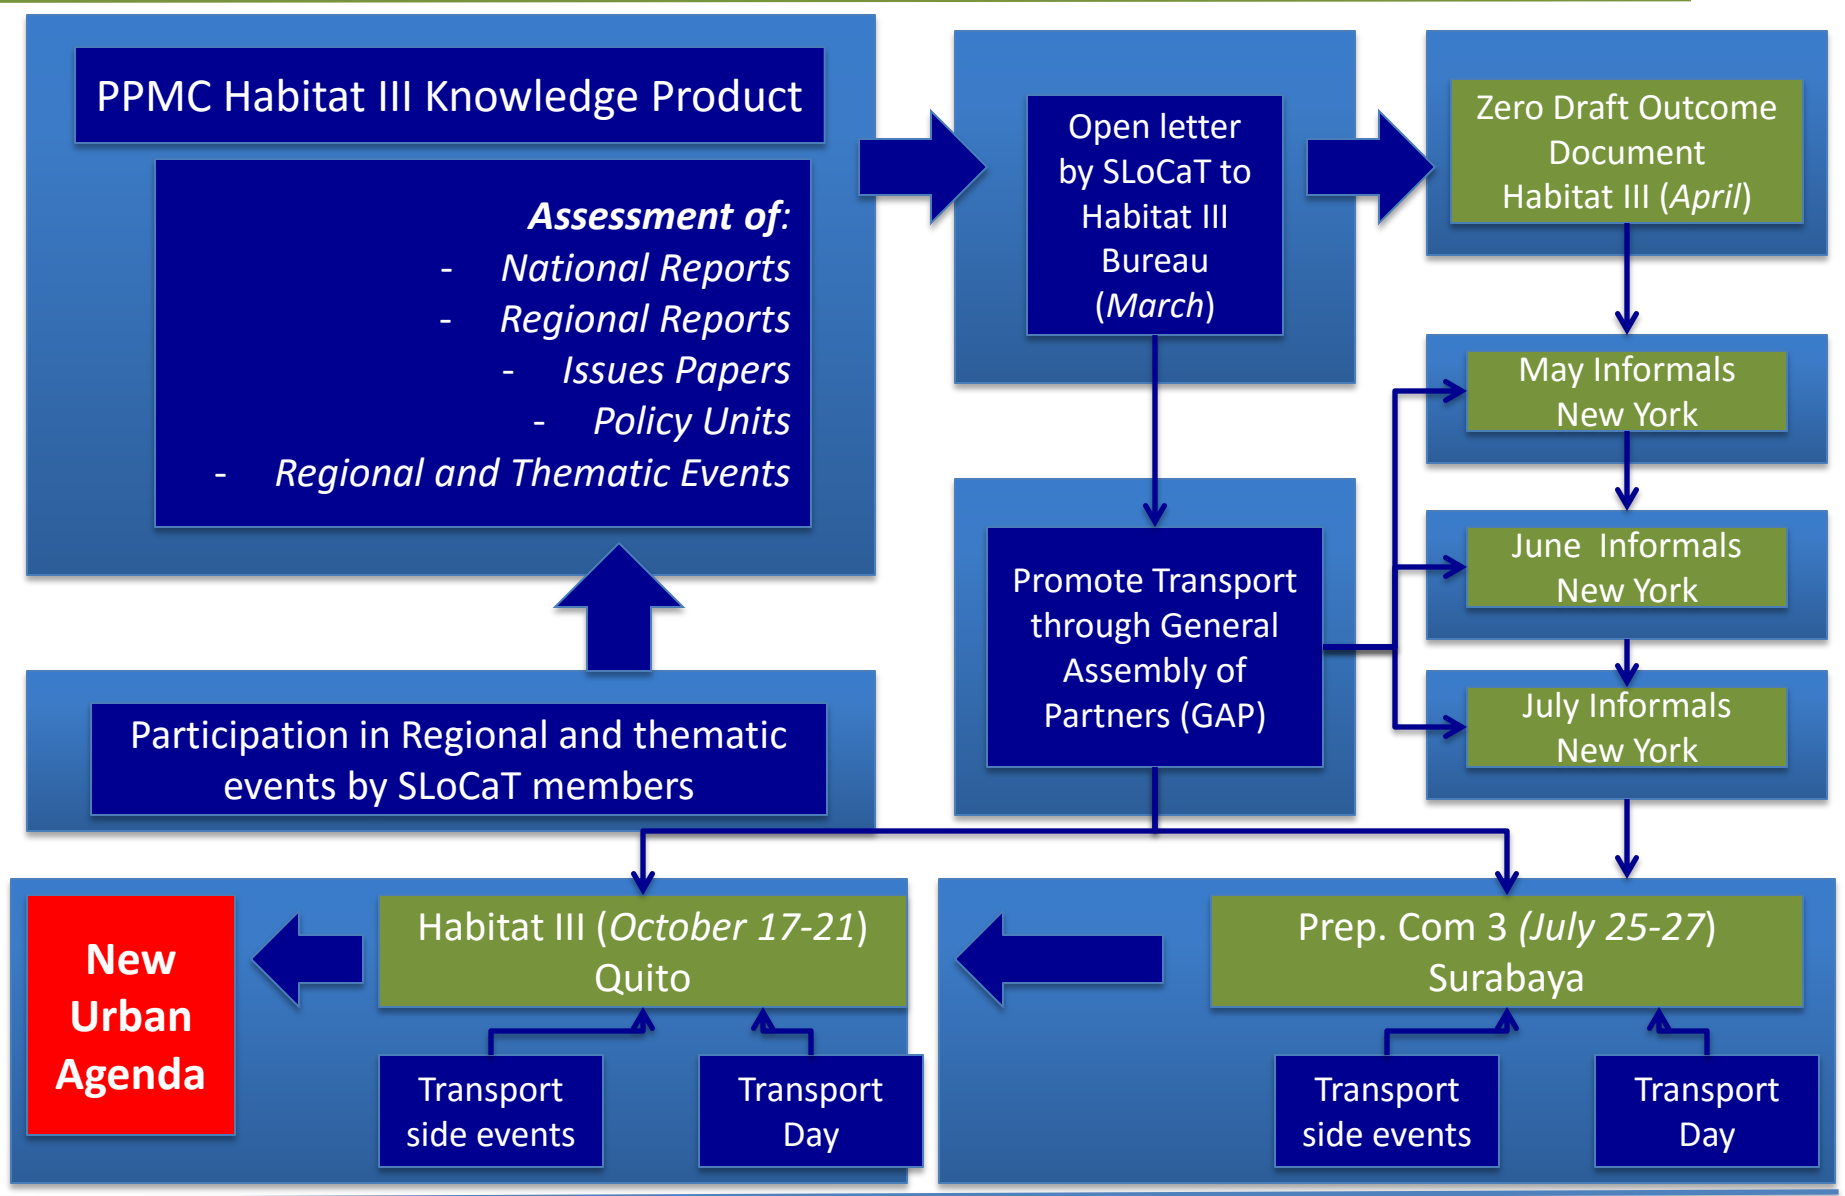 PPMC Habitat III Knowledge Product
Assessment of:
- National Reports
- Regional Reports
- Issues Papers
- Policy Units
- Regional and Thematic Events
Participation in Regional and thematic
events by SLoCaT members
Open letter
by SLoCaT to
Habitat III
Bureau
(March)
Promote Transport
through General
Assembly of
Partners (GAP)
Zero Draft Outcome
Document
Habitat III (April)
May Informals
New York
June  Informals
New York
July Informals
New York
Prep. Com 3 (July 25-27)
Surabaya
Transport
side events
Transport
Day
Habitat III (October 17-21)
Quito
Transport
side events
Transport
Day
New
Urban
Agenda